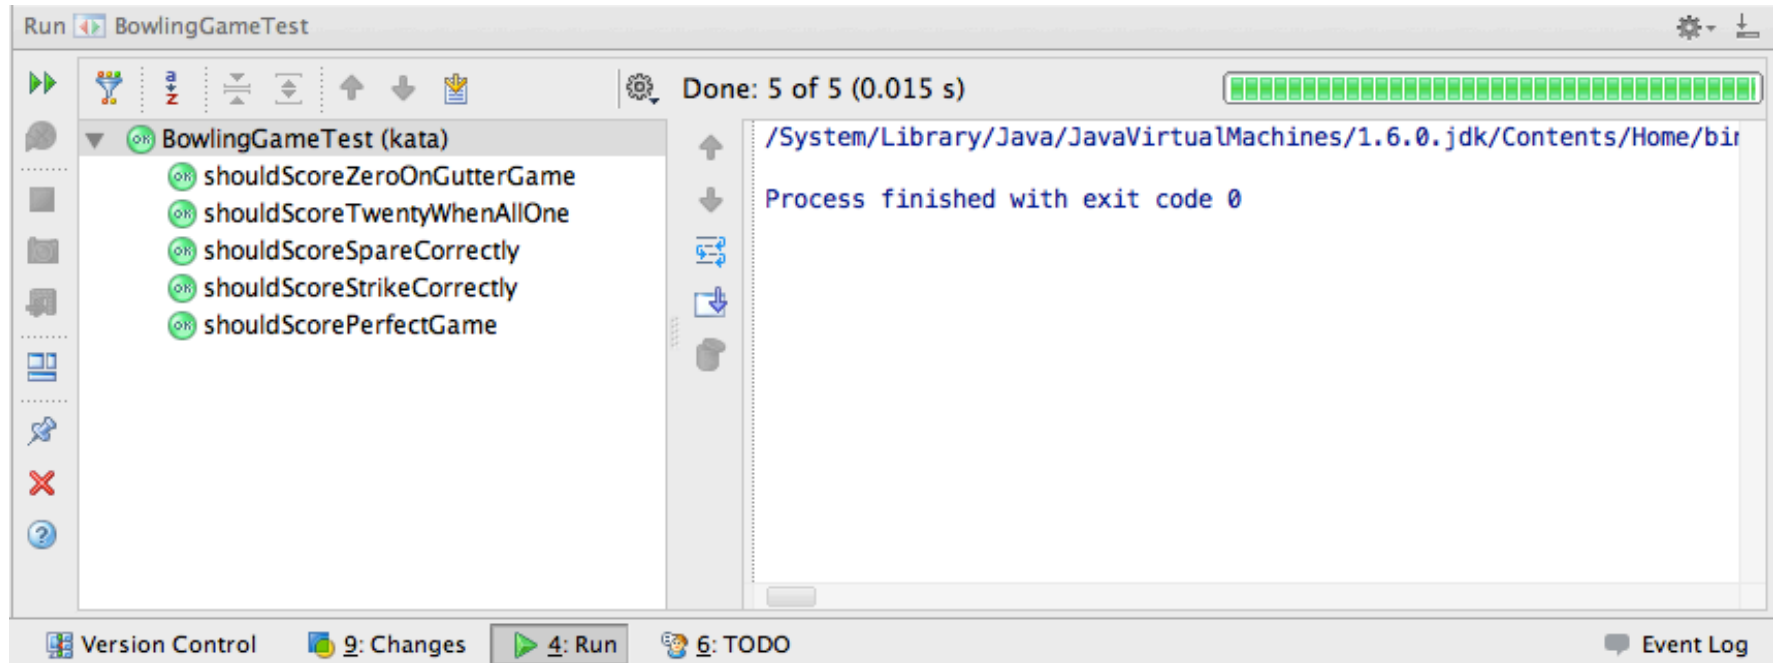 Run BowlingGameTest
Done: 5 of 5 (0.015 s)
BowlingGameTest (kata)
shouldScoreZeroOnGutterGame
shouldScoreTwentyWhenAllOne
shouldScoreSpareCorrectly
shouldScoreStrikeCorrectly
shouldScorePerfectGame
/System/Library/Java/JavaVirtualMachines/1.6.0.jdk/Contents/Home/bin
Process finished with exit code 0
Version Control 9: Changes 4: Run 6: TODO Event Log